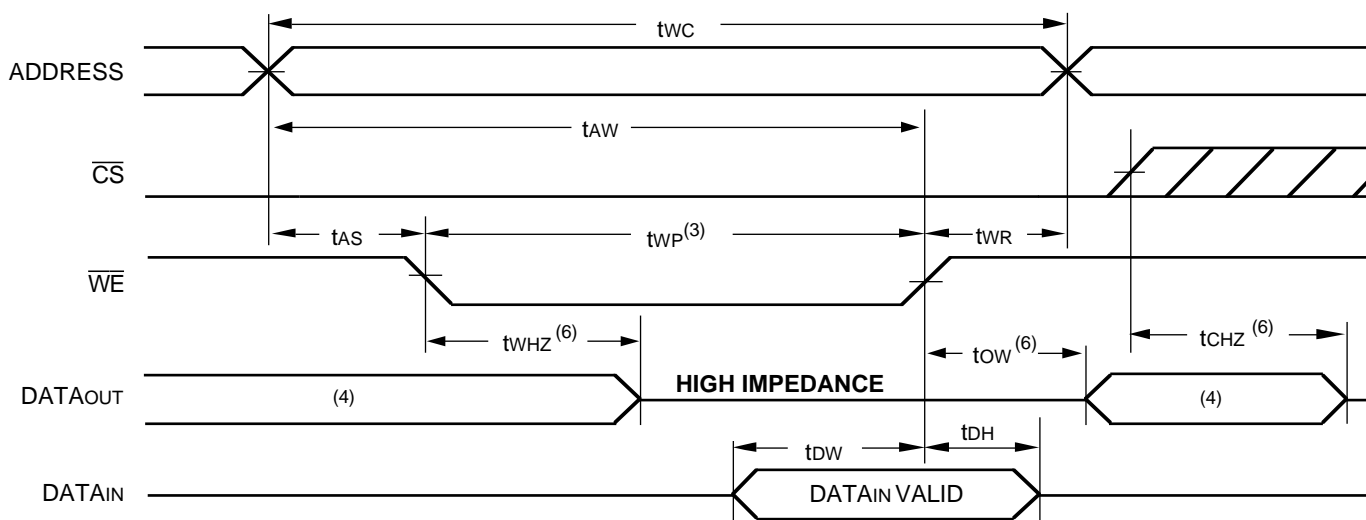 tWC
ADDRESS
tAW
CS
tAS
tWP(3)
tWR
WE
tWHZ (6)
tOW (6)
tCHZ (6)
DATAOUT
(4)
HIGH IMPEDANCE
(4)
tDW
tDH
DATAIN
DATAIN VALID